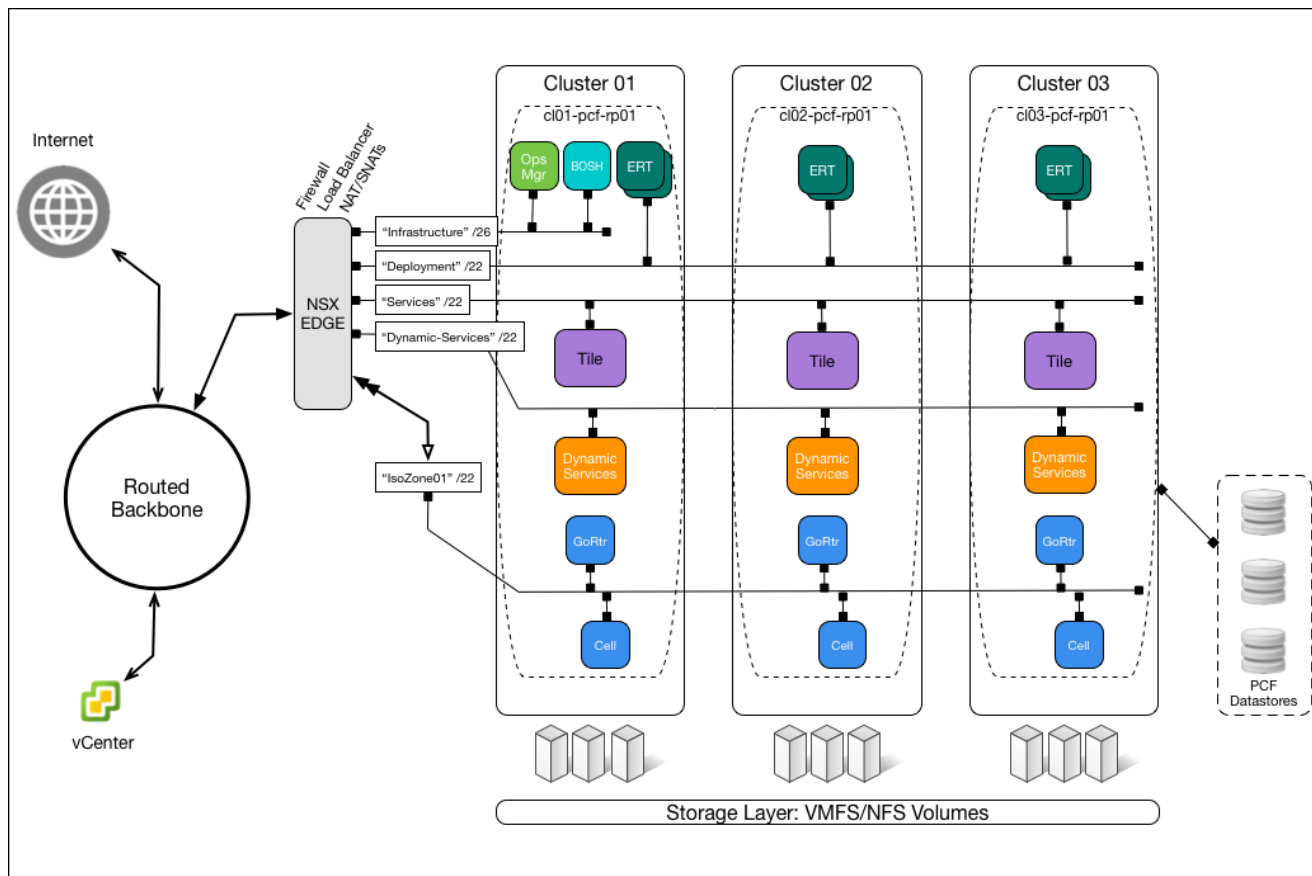 Cluster 01
Cluster 02
Cluster 03
cl01-pcf-rp01
cl02-pcf-rp01
cl03-pcf-rp01
Internet
Firewall
Load Balancer
NAT/SNATs
Ops
Mgr
BOSH
ERT
ERT
ERT
"Infrastructure" /26
"Deployment" /22
"Services" /22
"Dynamic-Services" /22
NSX
EDGE
Tile
Tile
Tile
Dynamic
Services
Dynamic
Services
Dynamic
Services
"IsoZone01" /22
Routed
Backbone
GoRtr
GoRtr
GoRtr
Cell
Cell
Cell
PCF
Datastores
vCenter
Storage Layer: VMFS/NFS Volumes